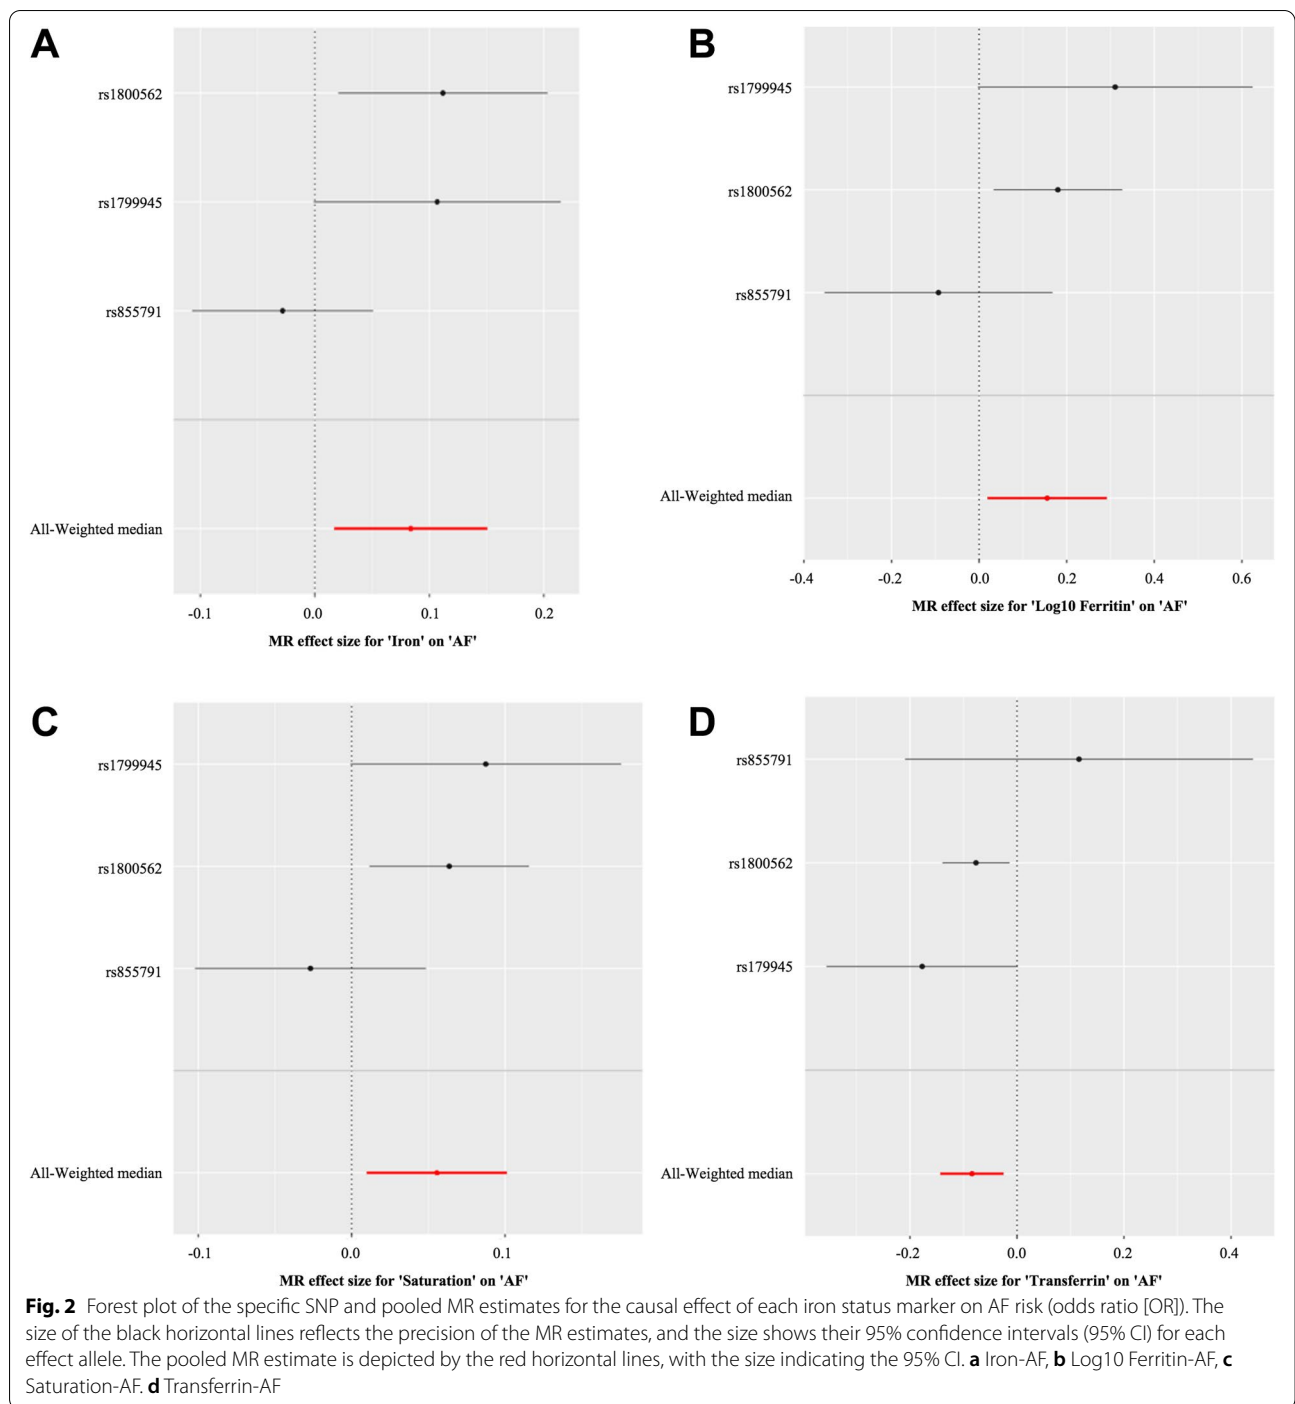 A
rs1800562
rs1799945
rs855791
All-Weighted median
-0.1 0.0 0.1 0.2
MR effect size for 'Iron' on 'AF'
B
rs1799945
rs1800562
rs855791
All-Weighted median
-0.4 -0.2 0.0 0.2 0.4 0.6
MR effect size for 'Log10 Ferritin' on 'AF'
C
rs1799945
rs1800562
rs855791
All-Weighted median
-0.1 0.0 0.1
MR effect size for 'Saturation' on 'AF'
D
rs855791
rs1800562
rs179945
All-Weighted median
-0.2 0.0 0.2 0.4
MR effect size for 'Transferrin' on 'AF'
Fig. 2 Forest plot of the specific SNP and pooled MR estimates for the causal effect of each iron status marker on AF risk (odds ratio [OR]). The
size of the black horizontal lines reflects the precision of the MR estimates, and the size shows their 95% confidence intervals (95% CI) for each
effect allele. The pooled MR estimate is depicted by the red horizontal lines, with the size indicating the 95% CI. a Iron-AF, b Log10 Ferritin-AF, c
Saturation-AF. d Transferrin-AF